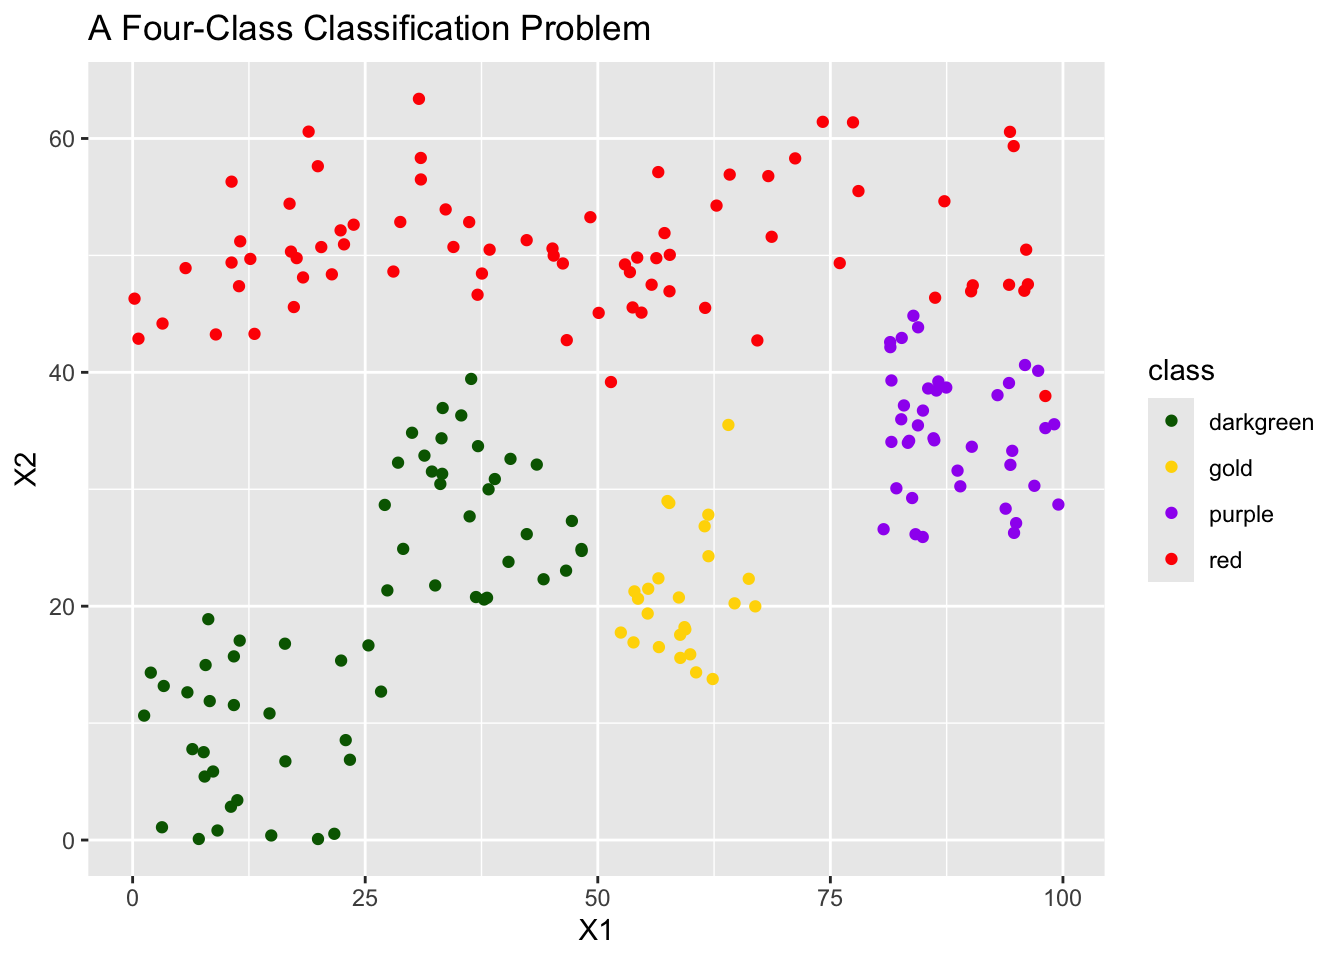 A Four-Class Classification Problem
60
40
20
0
X2
0 25 50 75 100
X1
class
darkgreen
gold
purple
red